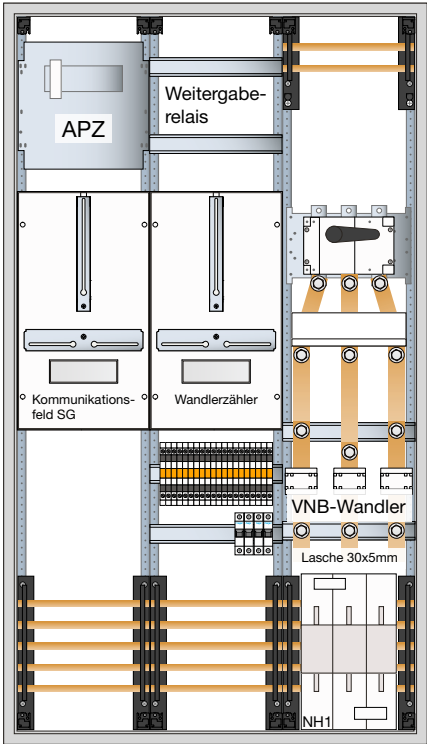 APZ
Weitergabe-
relais
Kommunikations-
feld SG
Wandlerzähler
VNB-Wandler
Lasche 30x5mm
NH1